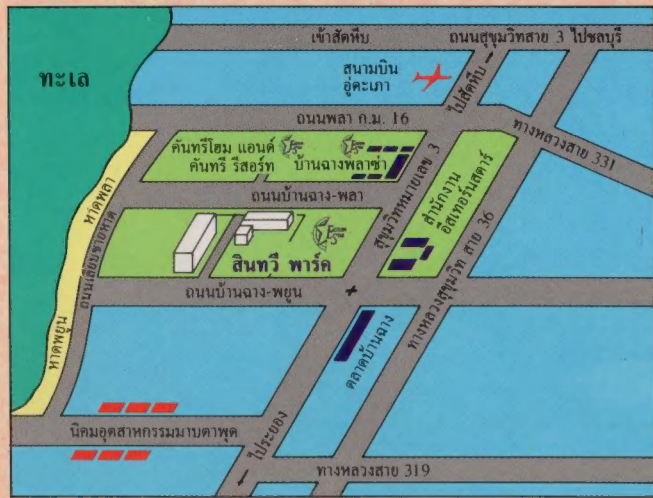 เข้าสัตหีบ
ถนนสุขุมวิทสาย 3 ไปชลบุรี
ทะเล
สนามบิน
อู่ตะเภา
ไปสัตหีบ
ถนนพลา ก.ม. 16
ทางหลวงสาย 331
คันทรีโฮม แอนด์
คันทรี รีสอร์ท
บ้านฉางพลาซ่า
หาดพลา
ถนนบ้านฉาง-พลา
สุขุมวิทหมายเลข 3
สำนักงาน
อีสเทอร์นสตาร์
ถนนเลียบชายหาด
สินทวี พาร์ค
ทางหลวงสุขุมวิท สาย 36
ถนนบ้านฉาง-พยูน
หาดพยูน
ตลาดบ้านฉาง
นิคมอุตสาหกรรมมาบตาพุด
ไประยอง
ทางหลวงสาย 319